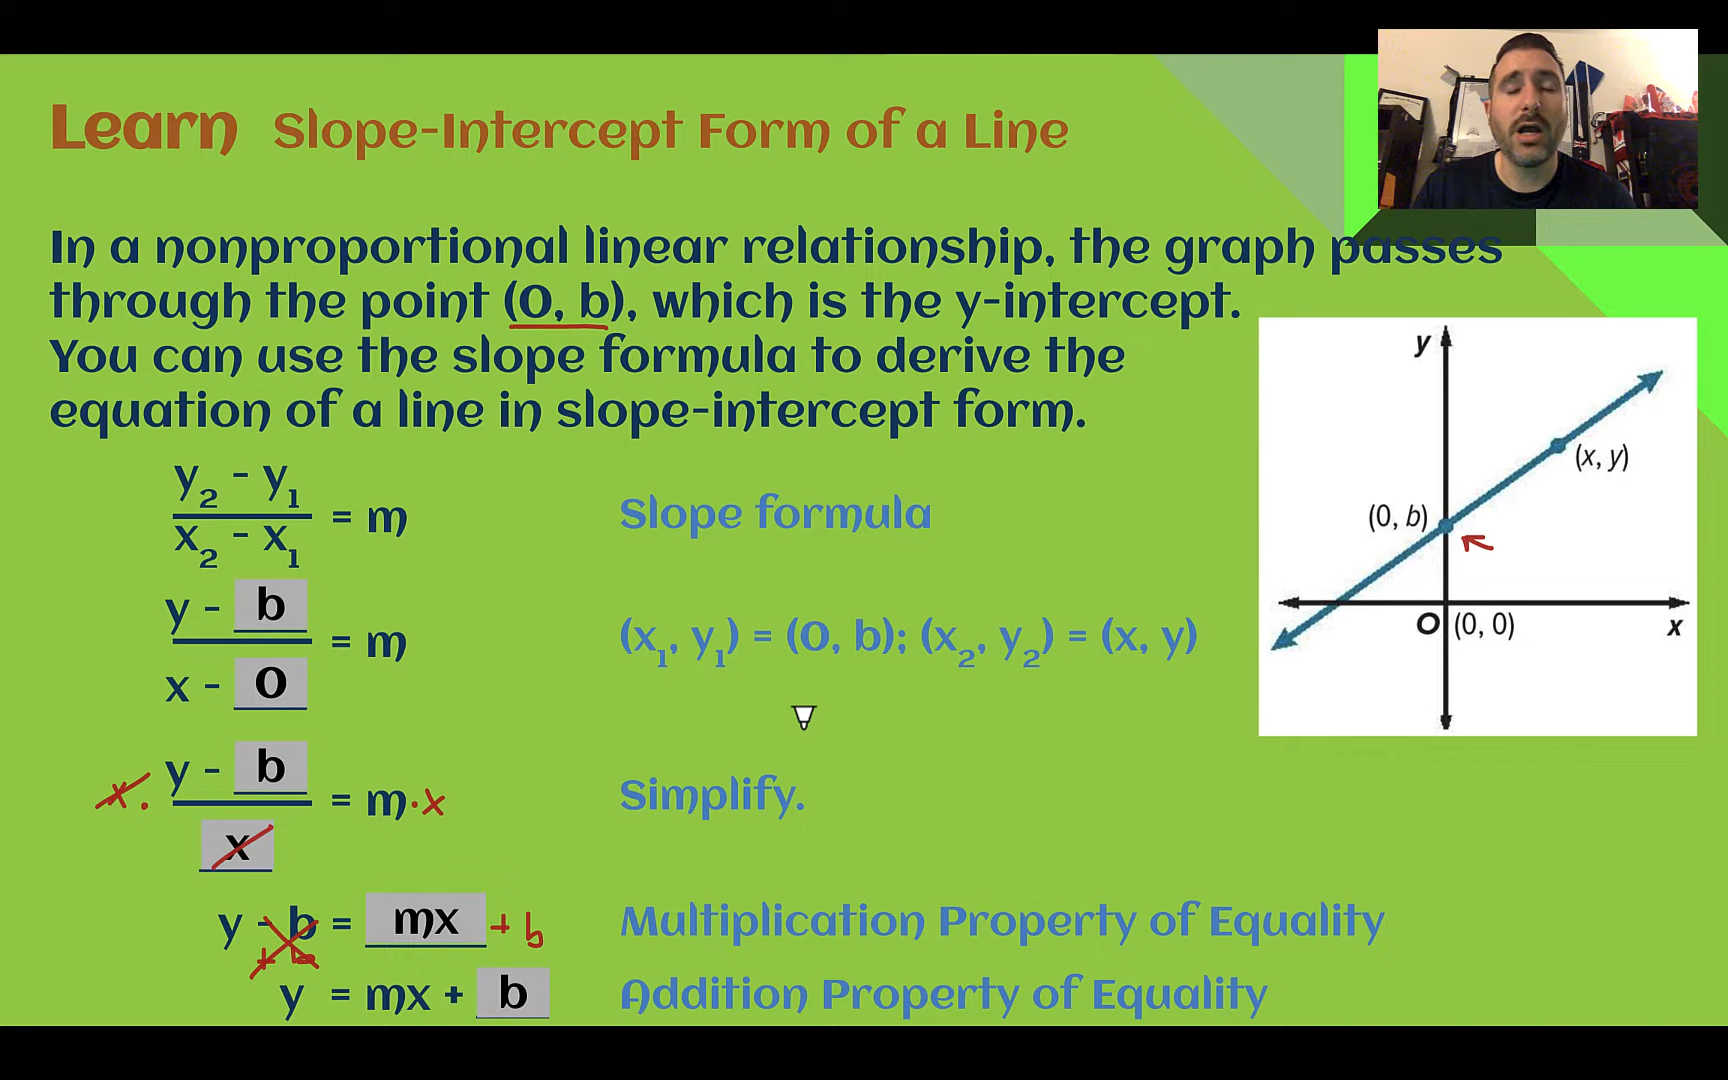 Learn Slope-Intercept Form of a Line
In a nonproportional linear relationship, the graph passes
through the point (0, b), which is the y-intercept.
You can use the slope formula to derive the
equation of a line in slope-intercept form.
y₂ - y₁
x₂ - x₁
= m
Slope formula
y - b
x - 0
= m
(x₁, y₁) = (0, b); (x₂, y₂) = (x, y)
x · y - b
x
= m · x
Simplify.
y - b = mx + b
+ b
Multiplication Property of Equality
y = mx + b
Addition Property of Equality
y
(x, y)
(0, b)
O (0, 0)
x